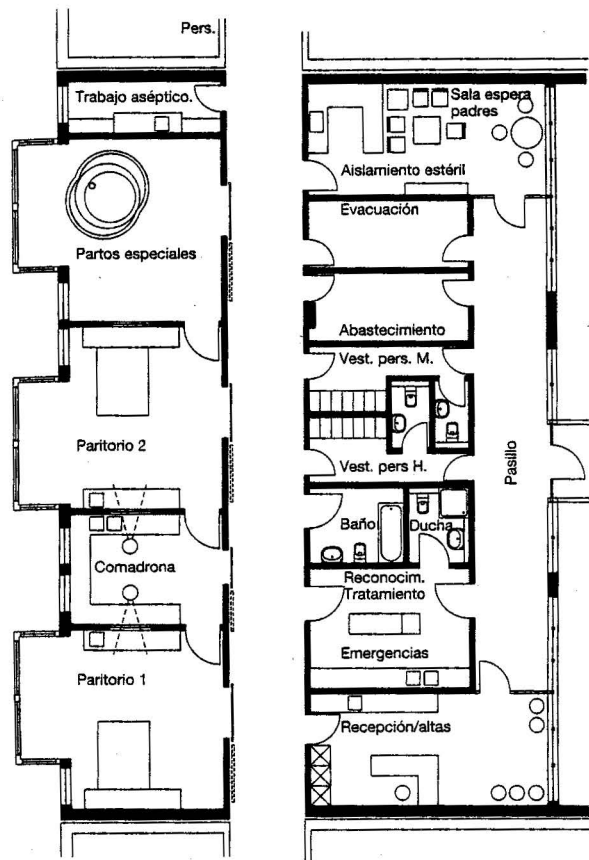 Pers.
Trabajo aséptico.
Partos especiales
Paritorio 2
Comadrona
Paritorio 1
Sala espera
padres
Aislamiento estéril
Evacuación
Abastecimiento
Vest. pers. M.
Vest. pers H.
Pasillo
Baño
Ducha
Reconocim.
Tratamiento
Emergencias
Recepción/altas